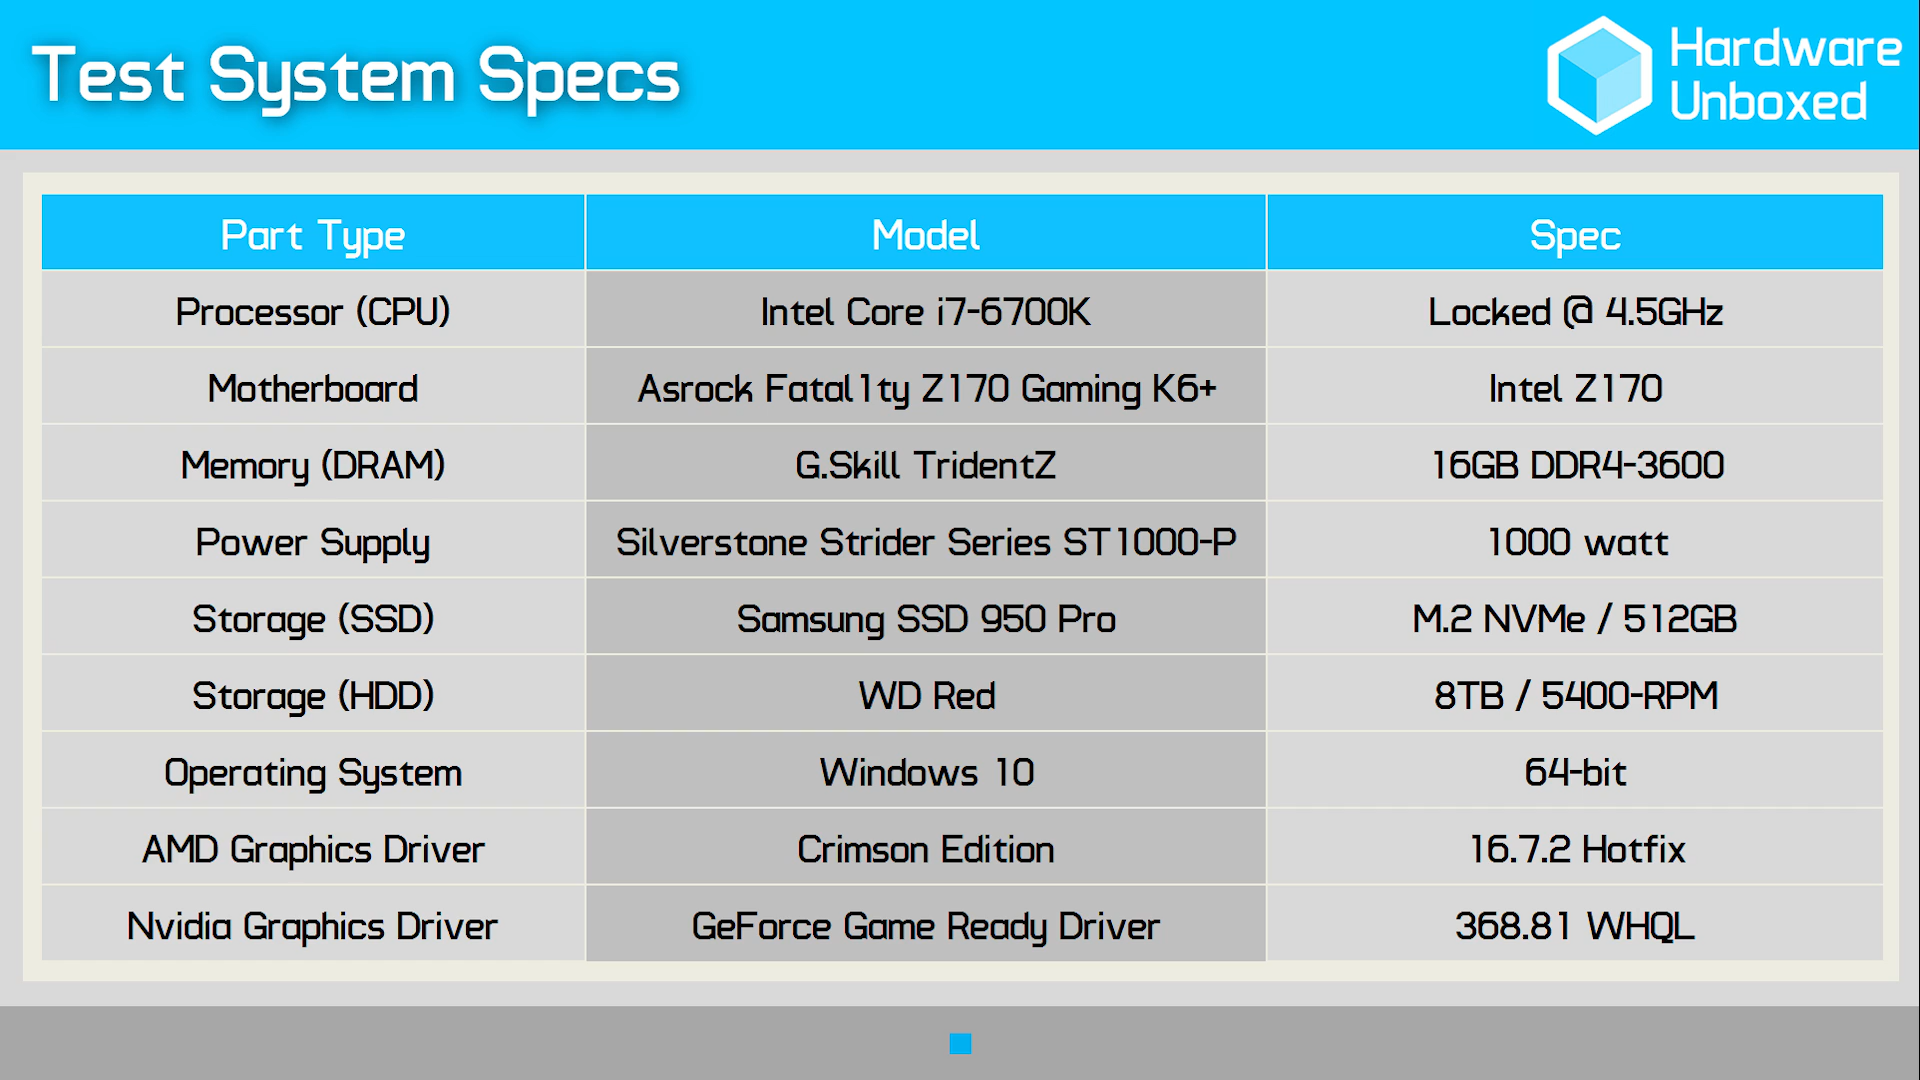 Test System Specs
Hardware
Unboxed
Part Type Model Spec
Processor (CPU) Intel Core i7-6700K Locked @ 4.5GHz
Motherboard Asrock Fatal1ty Z170 Gaming K6+ Intel Z170
Memory (DRAM) G.Skill TridentZ 16GB DDR4-3600
Power Supply Silverstone Strider Series ST1000-P 1000 watt
Storage (SSD) Samsung SSD 950 Pro M.2 NVMe / 512GB
Storage (HDD) WD Red 8TB / 5400-RPM
Operating System Windows 10 64-bit
AMD Graphics Driver Crimson Edition 16.7.2 Hotfix
Nvidia Graphics Driver GeForce Game Ready Driver 368.81 WHQL